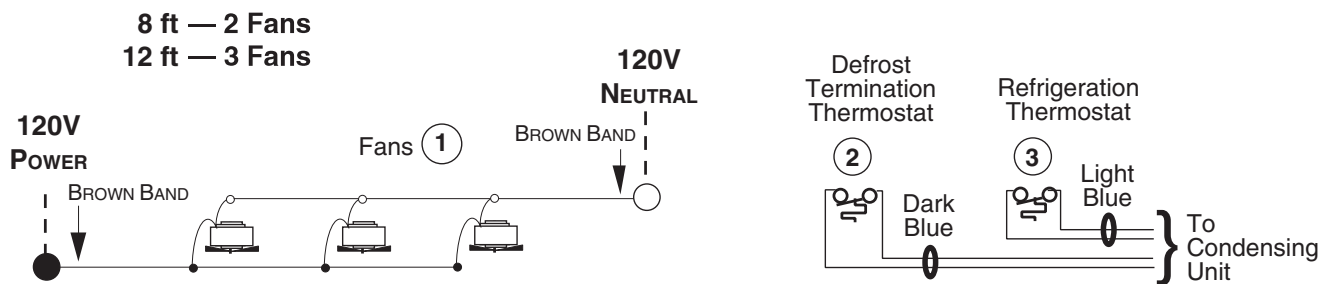 8 ft — 2 Fans
12 ft — 3 Fans
120V
POWER
BROWN BAND
Fans 1
BROWN BAND
120V
NEUTRAL
Defrost
Termination
Thermostat
2
Dark
Blue
Refrigeration
Thermostat
3
Light
Blue
To
Condensing
Unit